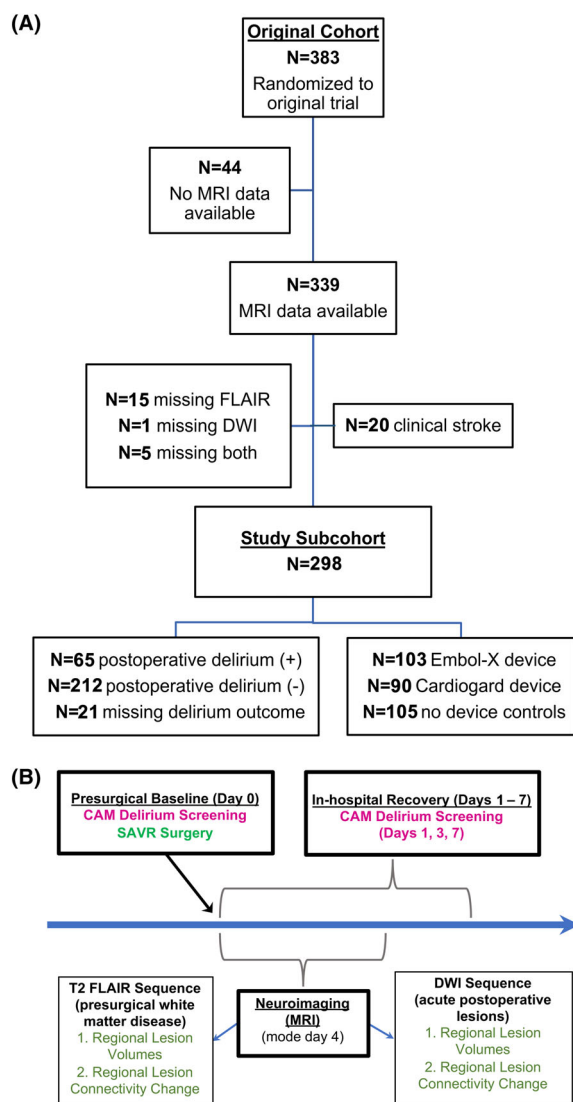 (A)
Original Cohort
N=383
Randomized to
original trial
N=44
No MRI data
available
N=339
MRI data available
N=15 missing FLAIR
N=1 missing DWI
N=5 missing both
N=20 clinical stroke
Study Subcohort
N=298
N=65 postoperative delirium (+)
N=212 postoperative delirium (-)
N=21 missing delirium outcome
N=103 Embol-X device
N=90 Cardiogard device
N=105 no device controls
(B)
Presurgical Baseline (Day 0)
CAM Delirium Screening
SAVR Surgery
In-hospital Recovery (Days 1 – 7)
CAM Delirium Screening
(Days 1, 3, 7)
T2 FLAIR Sequence
(presurgical white
matter disease)
1. Regional Lesion
Volumes
2. Regional Lesion
Connectivity Change
Neuroimaging
(MRI)
(mode day 4)
DWI Sequence
(acute postoperative
lesions)
1. Regional Lesion
Volumes
2. Regional Lesion
Connectivity Change